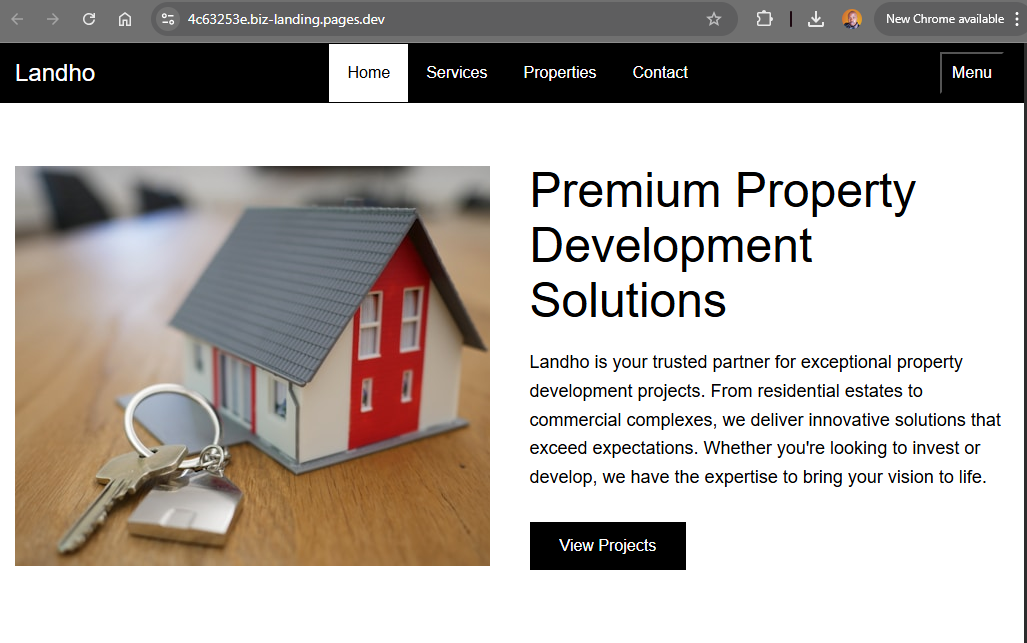 4c63253e.biz-landing.pages.dev
New Chrome available
Landho
Home
Services
Properties
Contact
Menu
Premium Property
Development
Solutions
Landho is your trusted partner for exceptional property
development projects. From residential estates to
commercial complexes, we deliver innovative solutions that
exceed expectations. Whether you're looking to invest or
develop, we have the expertise to bring your vision to life.
View Projects